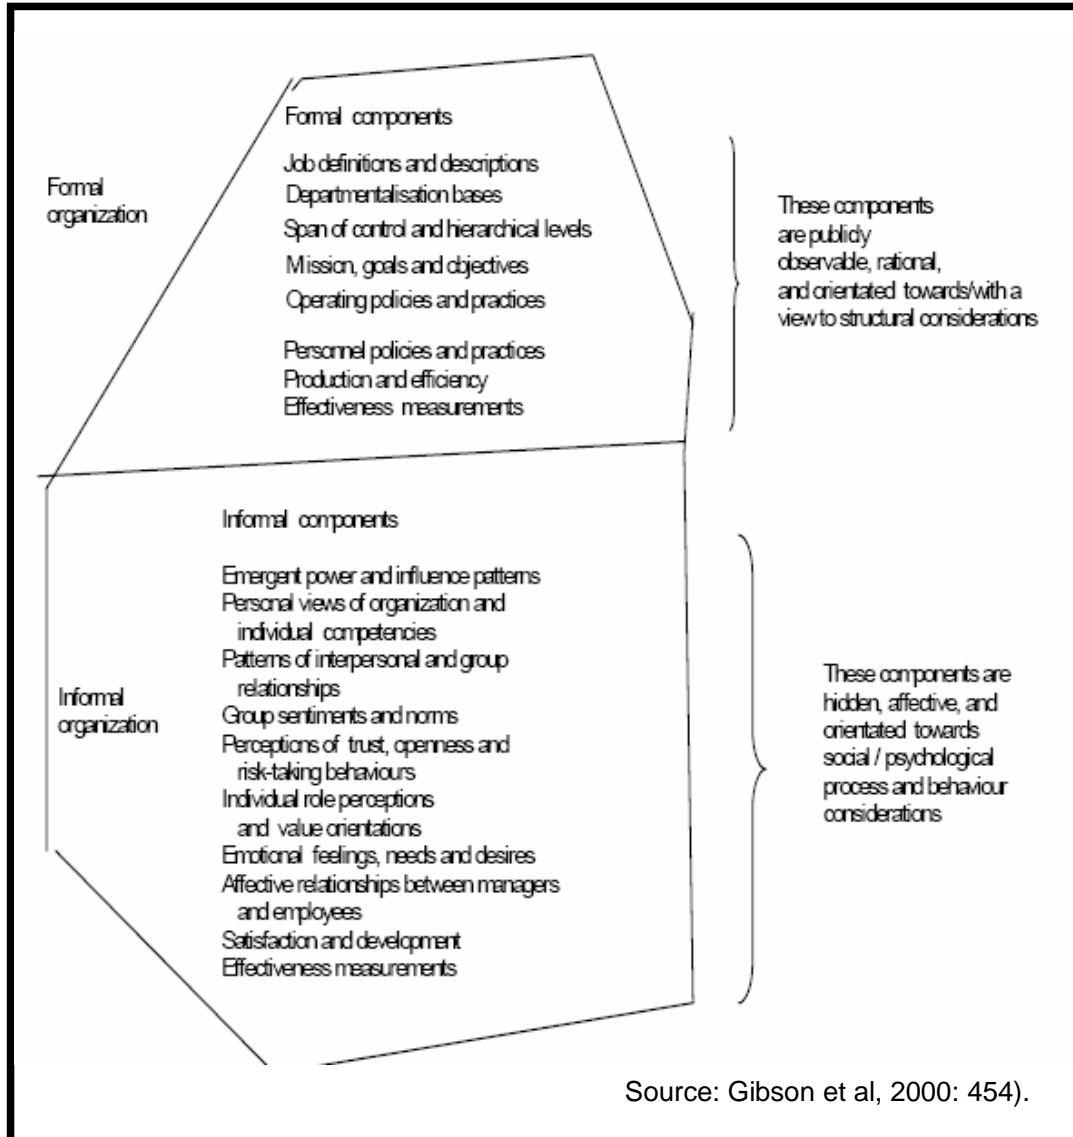 Formal components
Job definitions and descriptions
Departmentalisation bases
Span of control and hierarchical levels
Mission, goals and objectives
Operating policies and practices
Personnel policies and practices
Production and efficiency
Effectiveness measurements
Formal
organization
These components
are publicly
observable, rational,
and orientated towards/with a
view to structural considerations
Informal components
Emergent power and influence patterns
Personal views of organization and
individual competencies
Patterns of interpersonal and group
relationships
Group sentiments and norms
Perceptions of trust, openness and
risk-taking behaviours
Individual role perceptions
and value orientations
Emotional feelings, needs and desires
Affective relationships between managers
and employees
Satisfaction and development
Effectiveness measurements
Informal
organization
These components are
hidden, affective, and
orientated towards
social / psychological
process and behaviour
considerations
Source: Gibson et al, 2000: 454).